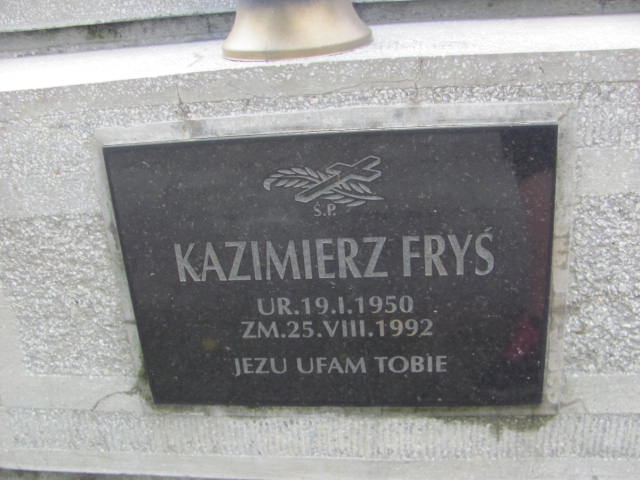 Ś.P.
KAZIMIERZ FRYŚ
UR.19.I.1950
ZM.25.VIII.1992
JEZU UFAM TOBIE